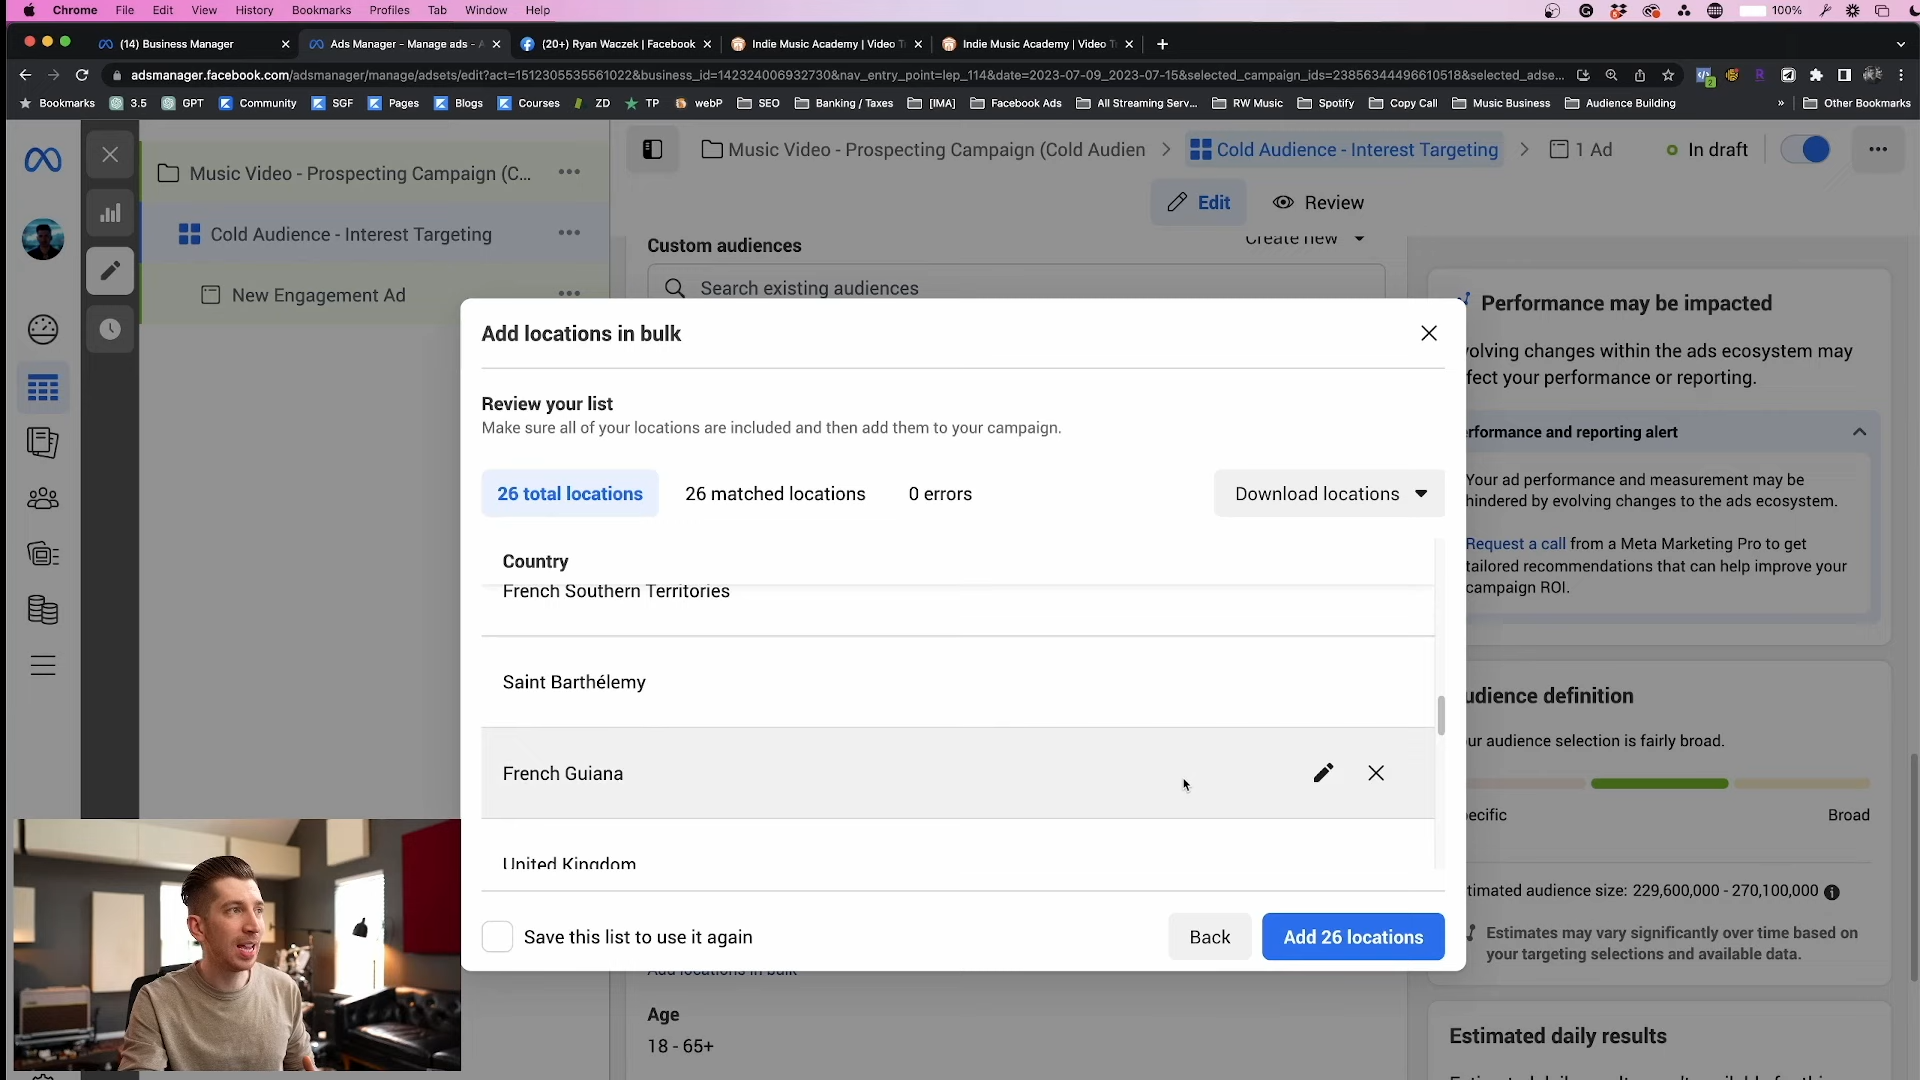 Chrome File Edit View History Bookmarks Profiles Tab Window Help
100%
(14) Business Manager
Ads Manager - Manage ads - A
(20+) Ryan Waczek | Facebook
Indie Music Academy | Video T
Indie Music Academy | Video T
adsmanager.facebook.com/adsmanager/manage/adsets/edit?act=1512305535561022&business_id=142324006932730&nav_entry_point=lep_114&date=2023-07-09_2023-07-15&selected_campaign_ids=23856344496610518&selected_adse...
Bookmarks 3.5 GPT Community SGF Pages Blogs Courses ZD TP webP SEO Banking / Taxes [IMA] Facebook Ads All Streaming Serv... RW Music Spotify Copy Call Music Business Audience Building » Other Bookmarks
Music Video - Prospecting Campaign (C...
Cold Audience - Interest Targeting
New Engagement Ad
Music Video - Prospecting Campaign (Cold Audien
Cold Audience - Interest Targeting
1 Ad
In draft
Edit
Review
Custom audiences
Create new
Search existing audiences
Add locations in bulk
Review your list
Make sure all of your locations are included and then add them to your campaign.
26 total locations
26 matched locations
0 errors
Download locations
Country
French Southern Territories
Saint Barthélemy
French Guiana
United Kingdom
Save this list to use it again
Back
Add 26 locations
Add locations in bulk
Age
18 - 65+
Performance may be impacted
volving changes within the ads ecosystem may
fect your performance or reporting.
rformance and reporting alert
Your ad performance and measurement may be
hindered by evolving changes to the ads ecosystem.
Request a call from a Meta Marketing Pro to get
tailored recommendations that can help improve your
campaign ROI.
udience definition
ur audience selection is fairly broad.
ecific
Broad
timated audience size: 229,600,000 - 270,100,000
Estimates may vary significantly over time based on
your targeting selections and available data.
Estimated daily results